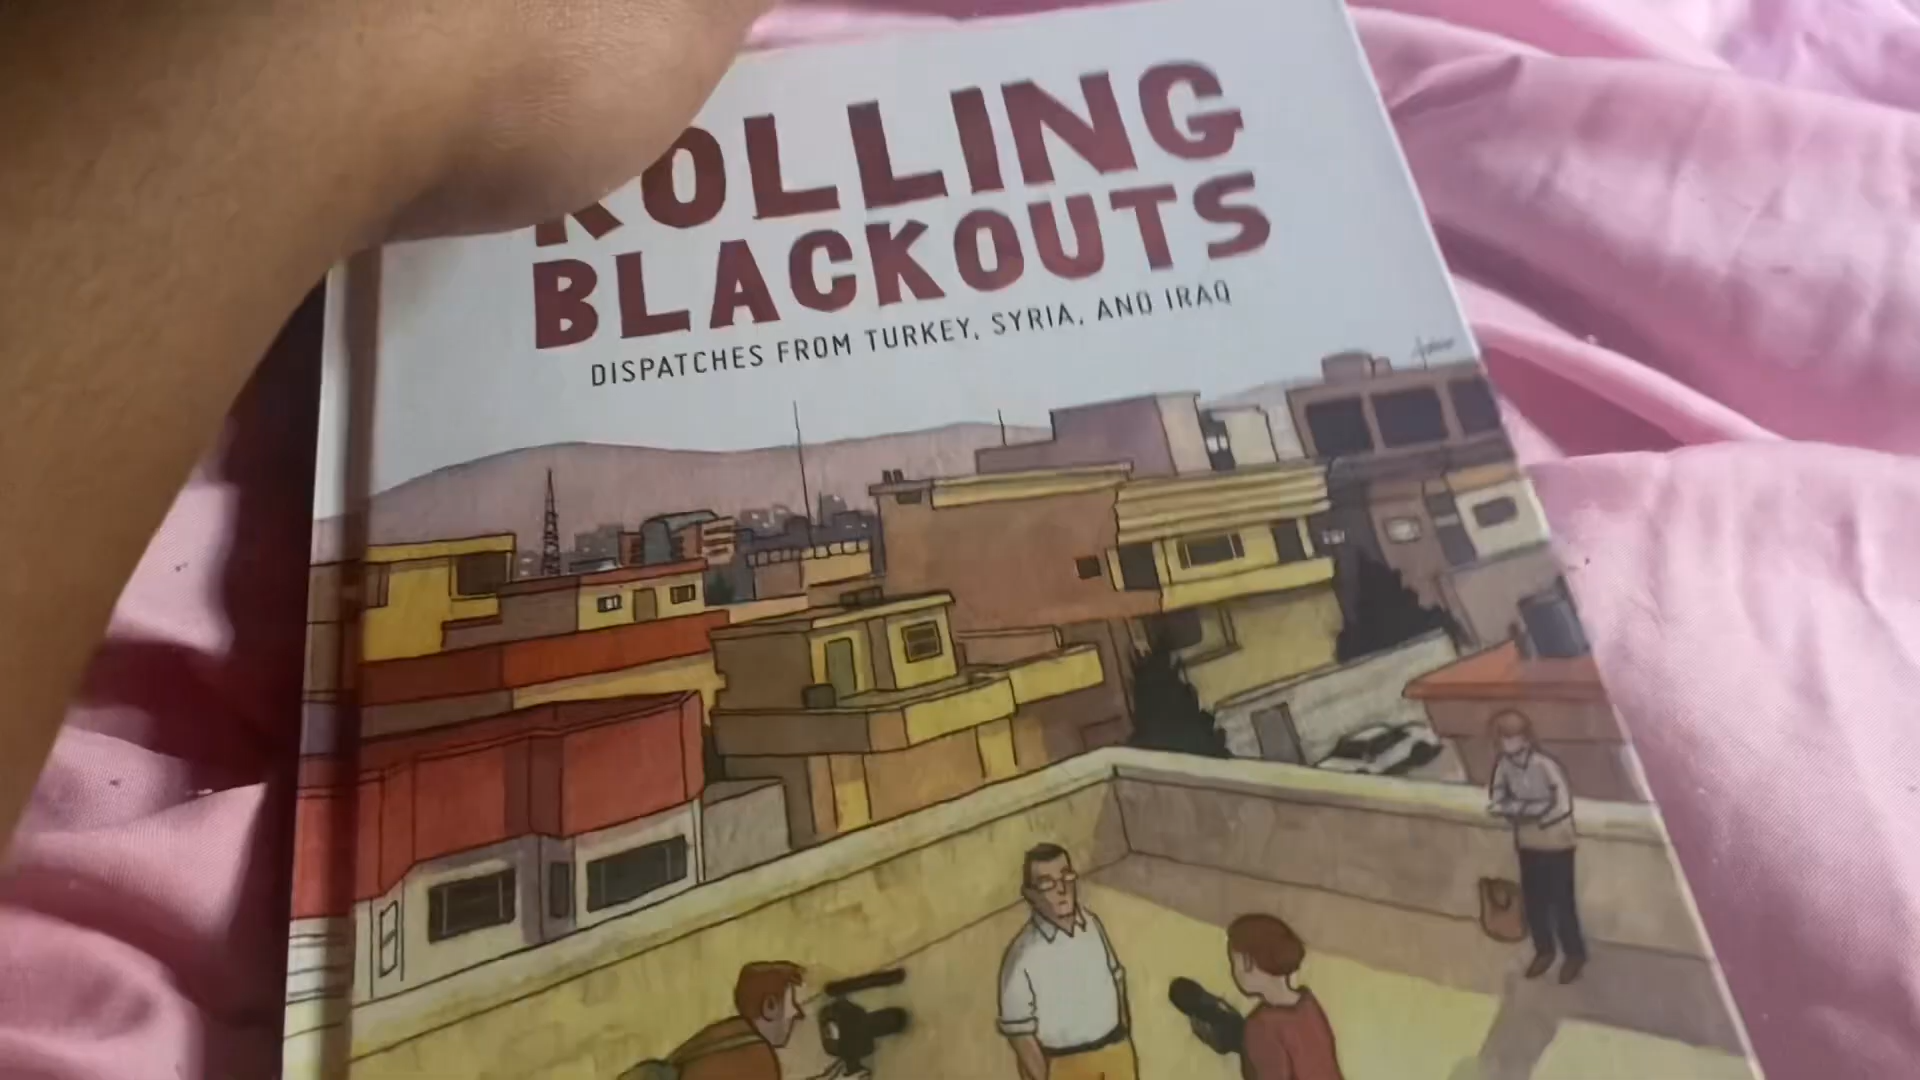 ROLLING
BLACKOUTS
DISPATCHES FROM TURKEY, SYRIA, AND IRAQ